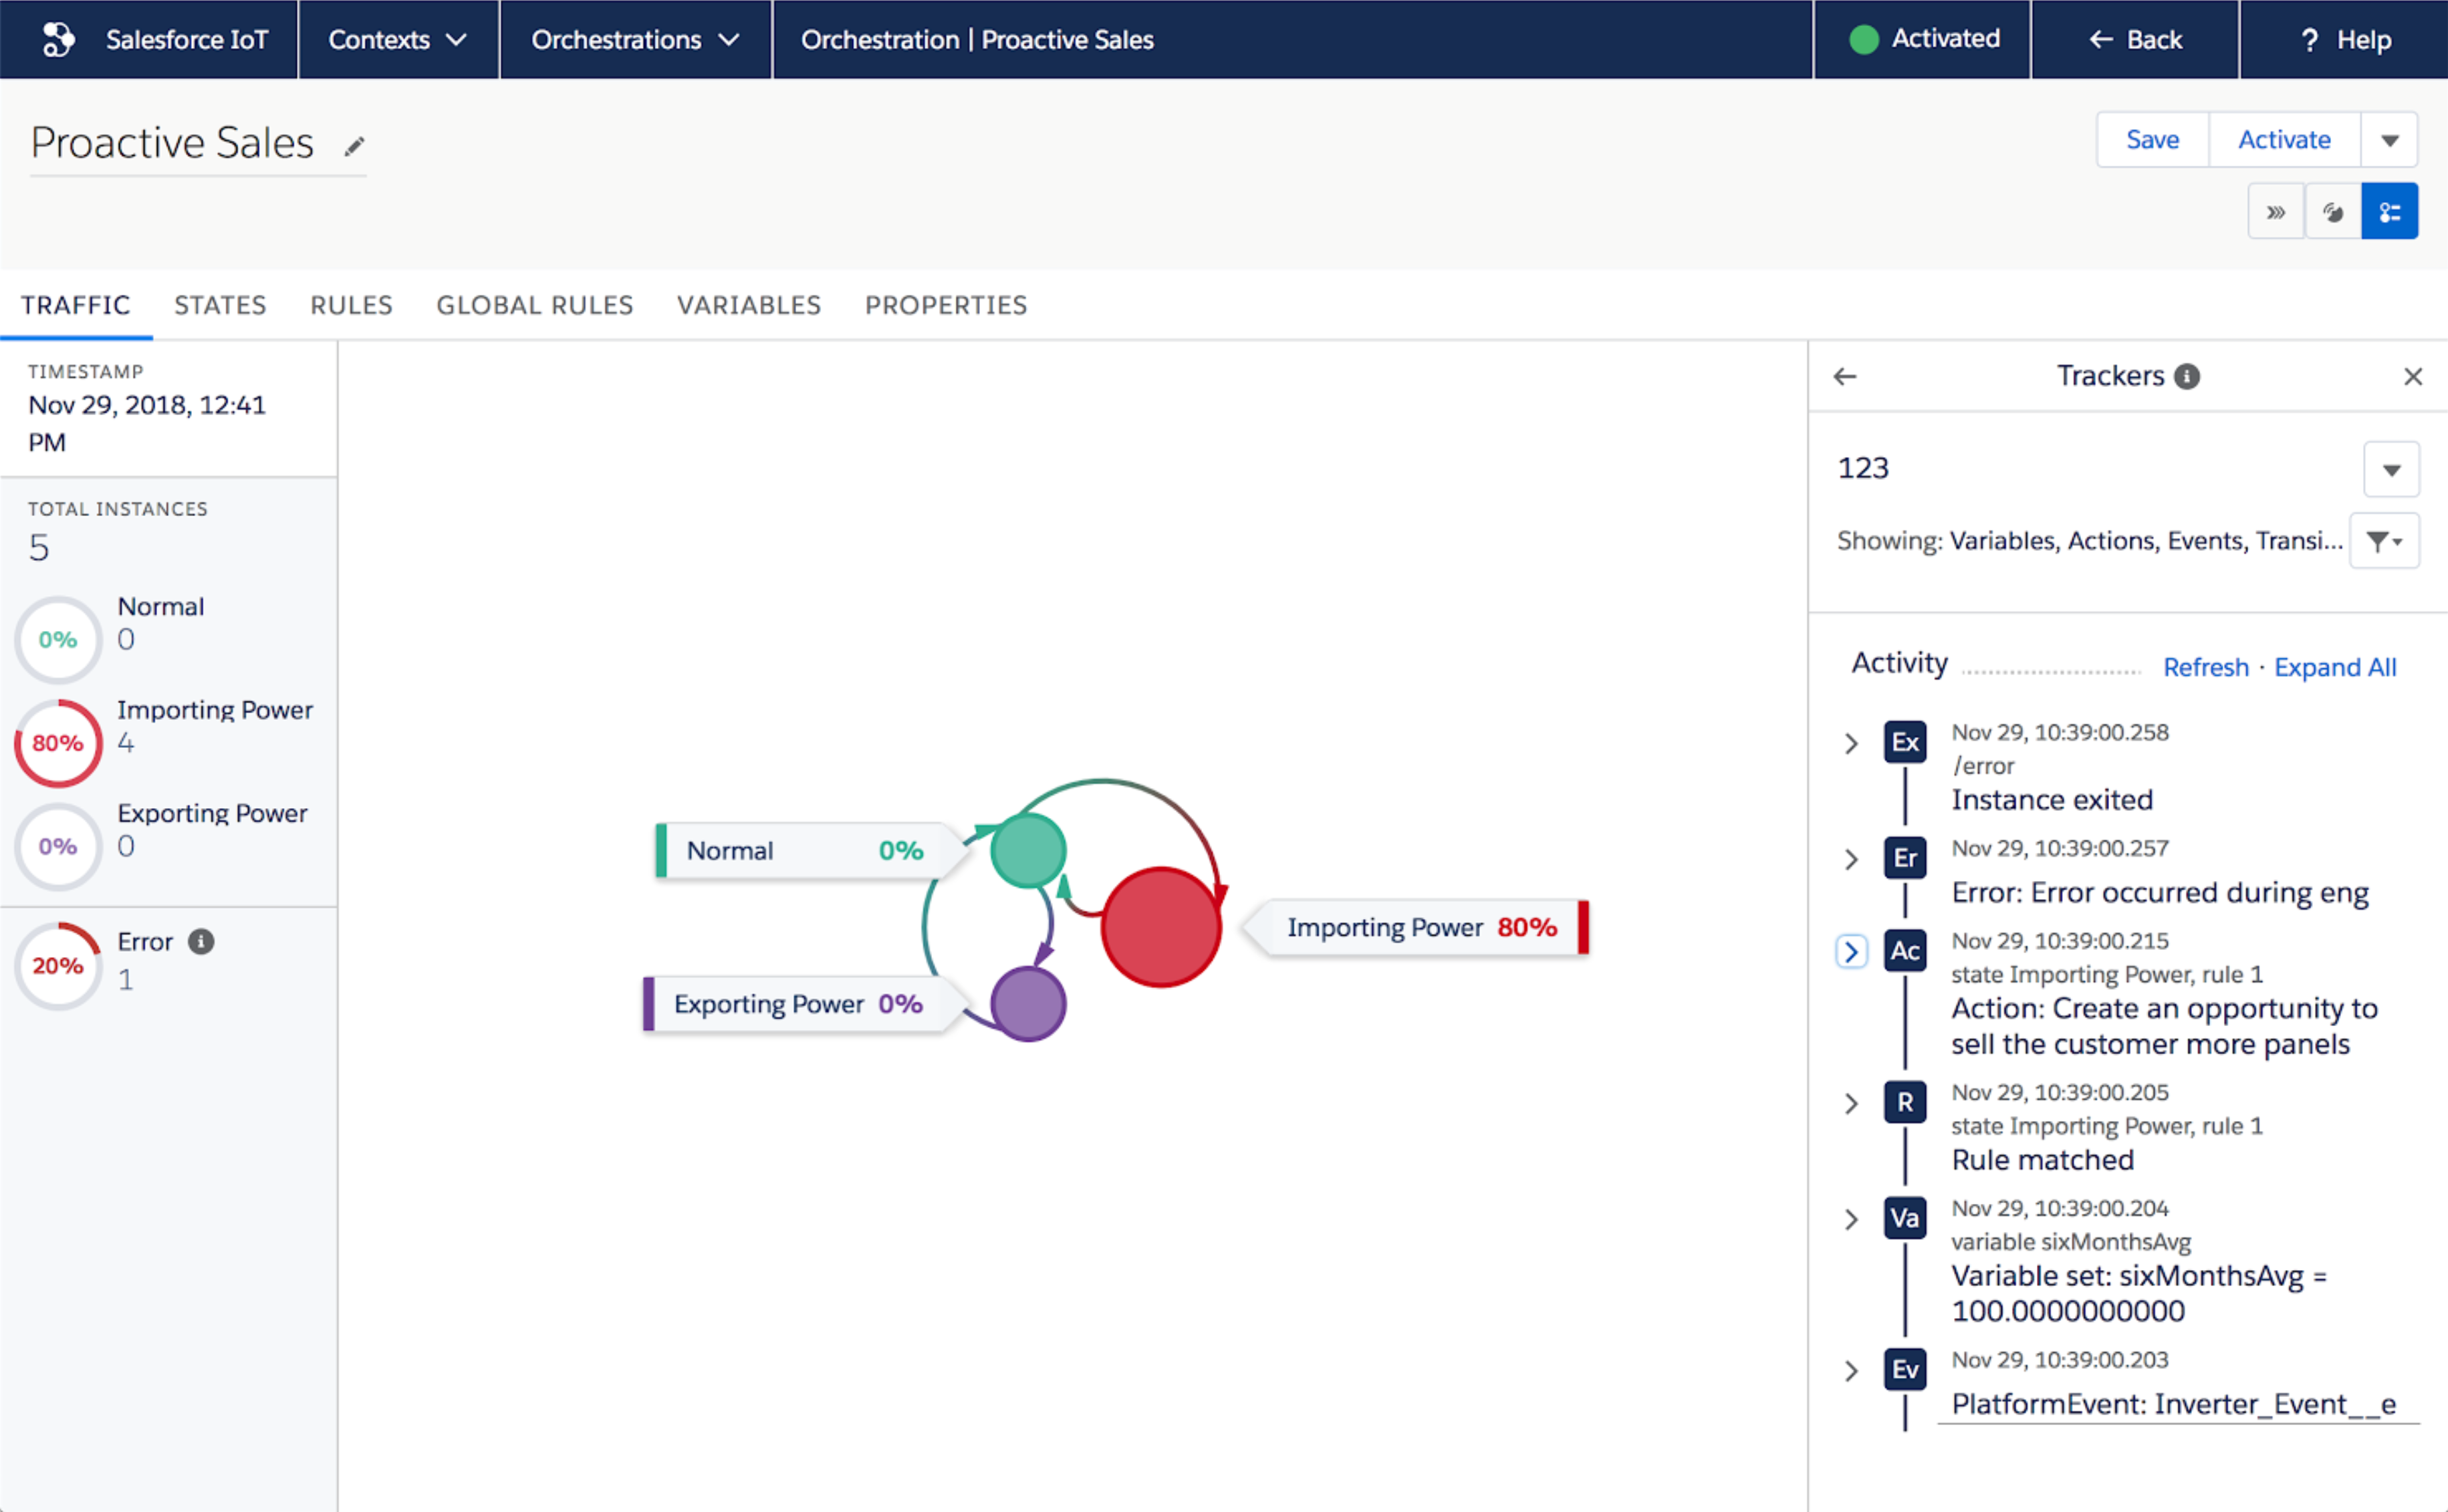 Salesforce IoT
Contexts
Orchestrations
Orchestration | Proactive Sales
Activated
← Back
? Help
Proactive Sales
Save
Activate
TRAFFIC
STATES
RULES
GLOBAL RULES
VARIABLES
PROPERTIES
TIMESTAMP
Nov 29, 2018, 12:41
PM
TOTAL INSTANCES
5
Normal
0%
0
Importing Power
80%
4
Exporting Power
0%
0
Error
20%
1
Normal 0%
Importing Power 80%
Exporting Power 0%
Trackers
123
Showing: Variables, Actions, Events, Transi...
Activity
Refresh · Expand All
Ex
Nov 29, 10:39:00.258
/error
Instance exited
Er
Nov 29, 10:39:00.257
Error: Error occurred during eng
Ac
Nov 29, 10:39:00.215
state Importing Power, rule 1
Action: Create an opportunity to
sell the customer more panels
R
Nov 29, 10:39:00.205
state Importing Power, rule 1
Rule matched
Va
Nov 29, 10:39:00.204
variable sixMonthsAvg
Variable set: sixMonthsAvg =
100.0000000000
Ev
Nov 29, 10:39:00.203
PlatformEvent: Inverter_Event__e